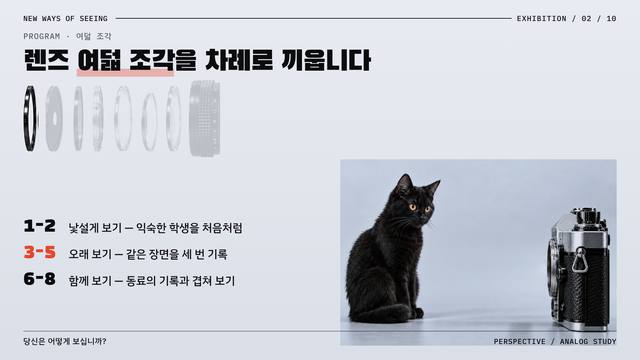 NEW WAYS OF SEEING
EXHIBITION / 02 / 10
PROGRAM · 여덟 조각
렌즈 여덟 조각을 차례로 끼웁니다
1-2 낯설게 보기 — 익숙한 학생을 처음처럼
3-5 오래 보기 — 같은 장면을 세 번 기록
6-8 함께 보기 — 동료의 기록과 겹쳐 보기
당신은 어떻게 보십니까?
PERSPECTIVE / ANALOG STUDY